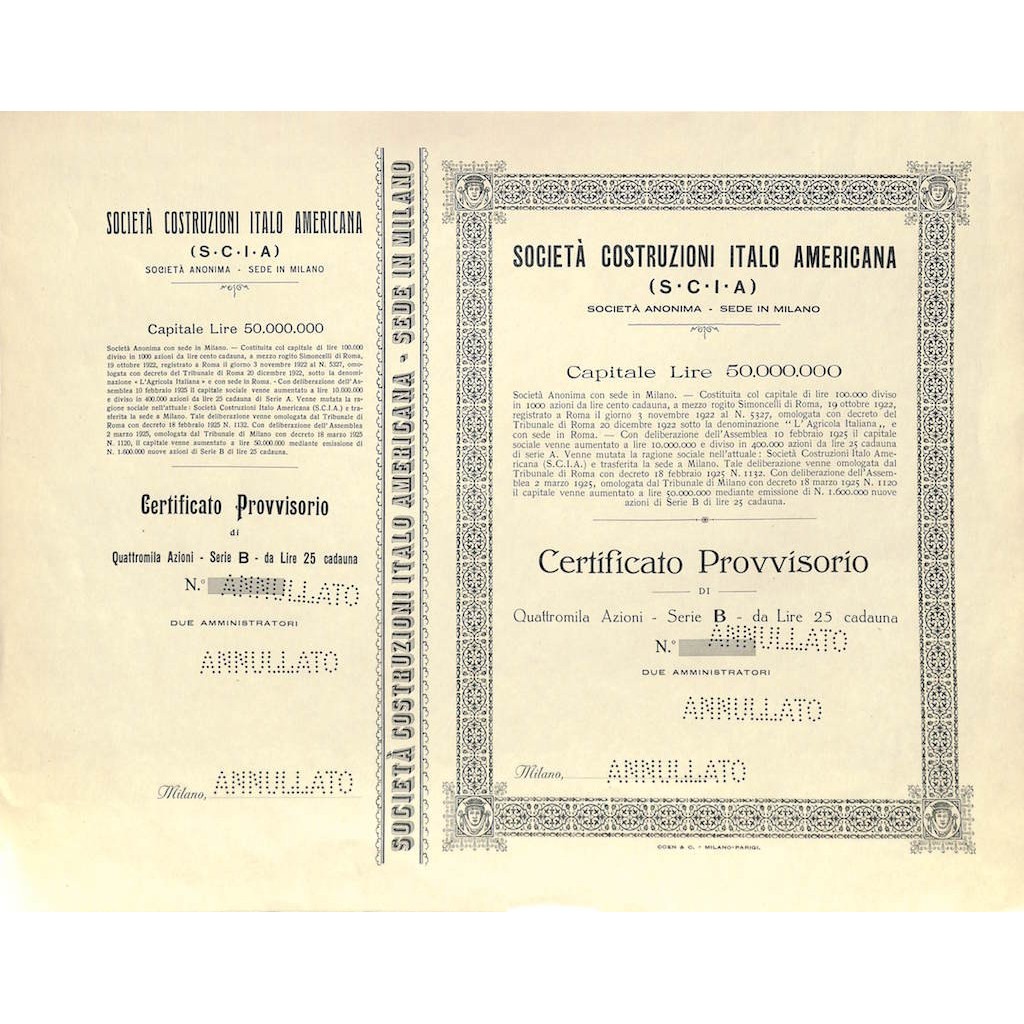 SOCIETÀ COSTRUZIONI ITALO AMERICANA
(S·C·I·A)
SOCIETÀ ANONIMA - SEDE IN MILANO
Capitale Lire 50.000.000
Società Anonima con sede in Milano. — Costituita col capitale di lire 100.000
diviso in 1000 azioni da lire cento cadauna, a mezzo rogito Simoncelli di Roma,
19 ottobre 1922, registrato a Roma il giorno 3 novembre 1922 al N. 5327, omo-
logata con decreto del Tribunale di Roma 20 dicembre 1922, sotto la denomi-
nazione « L'Agricola Italiana » e con sede in Roma. - Con deliberazione dell'As-
semblea 10 febbraio 1925 il capitale sociale venne aumentato a lire 10.000.000
e diviso in 400.000 azioni da lire 25 cadauna di Serie A. Venne mutata la ra-
gione sociale nell'attuale: Società Costruzioni Italo Americana (S.C.I.A.) e tra-
sferita la sede a Milano. Tale deliberazione venne omologata dal Tribunale di
Roma con decreto 18 febbraio 1925 N. 1132. Con deliberazione dell'Assemblea
2 marzo 1925, omologata dal Tribunale di Milano con decreto 18 marzo 1925
N. 1120, il capitale venne aumentato a lire 50.000.000 mediante emissione di
N. 1.600.000 nuove azioni di Serie B di lire 25 cadauna.
Certificato Provvisorio
di
Quattromila Azioni - Serie B - da Lire 25 cadauna
N.° ANNULLATO
DUE AMMINISTRATORI
ANNULLATO
Milano, ANNULLATO
SOCIETÀ COSTRUZIONI ITALO AMERICANA - SEDE IN MILANO
SOCIETÀ COSTRUZIONI ITALO AMERICANA
(S·C·I·A)
SOCIETÀ ANONIMA - SEDE IN MILANO
Capitale Lire 50.000.000
Società Anonima con sede in Milano. — Costituita col capitale di lire 100.000 diviso
in 1000 azioni da lire cento cadauna, a mezzo rogito Simoncelli di Roma, 19 ottobre 1922,
registrato a Roma il giorno 3 novembre 1922 al N. 5327, omologata con decreto del
Tribunale di Roma 20 dicembre 1922 sotto la denominazione “ L' Agricola Italiana „ e
con sede in Roma. — Con deliberazione dell'Assemblea 10 febbraio 1925 il capitale
sociale venne aumentato a lire 10.000.000 e diviso in 400.000 azioni da lire 25 cadauna
di serie A. Venne mutata la ragione sociale nell'attuale: Società Costruzioni Italo Ame-
ricana (S.C.I.A.) e trasferita la sede a Milano. Tale deliberazione venne omologata dal
Tribunale di Roma con decreto 18 febbraio 1925 N. 1132. Con deliberazione dell'Assem-
blea 2 marzo 1925, omologata dal Tribunale di Milano con decreto 18 marzo 1925 N. 1120
il capitale venne aumentato a lire 50.000.000 mediante emissione di N. 1.600.000 nuove
azioni di Serie B di lire 25 cadauna.
Certificato Provvisorio
DI
Quattromila Azioni - Serie B - da Lire 25 cadauna
N.° ANNULLATO
DUE AMMINISTRATORI
ANNULLATO
Milano, ANNULLATO
COEN & C. - MILANO-PARIGI.